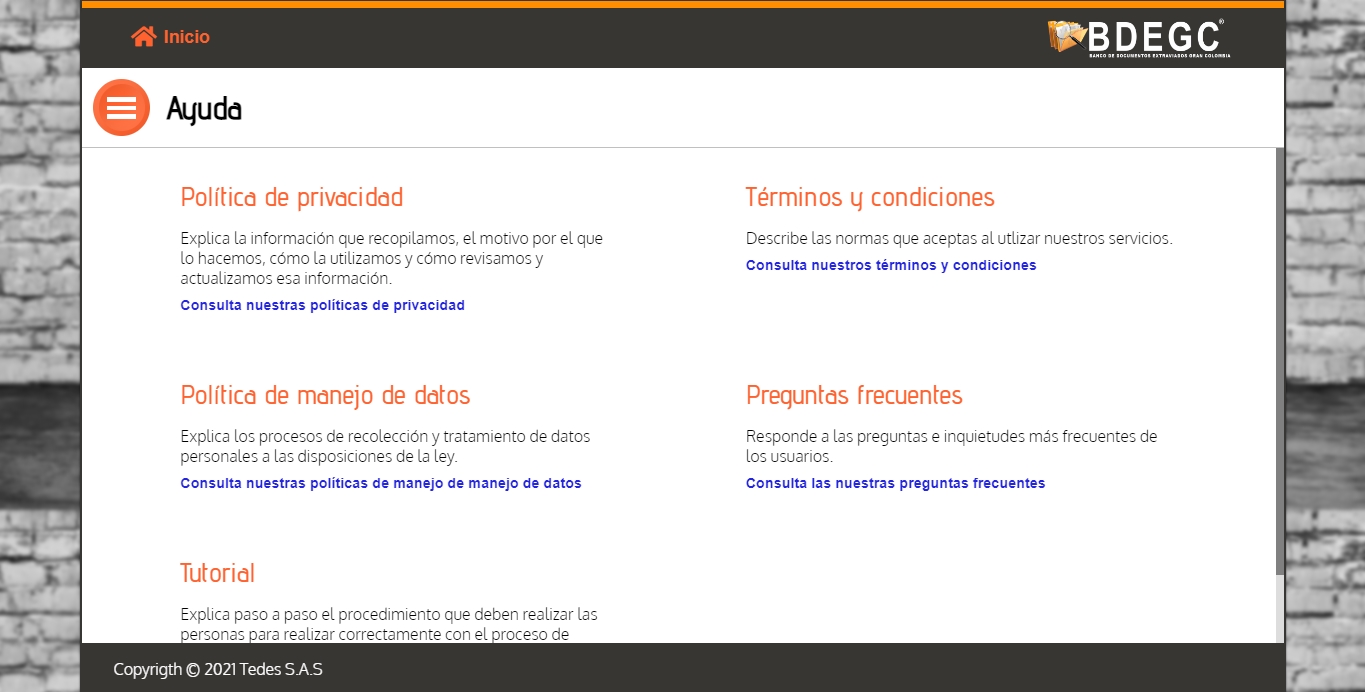 Inicio
BDEGC®
BANCO DE DOCUMENTOS EXTRAVIADOS GRAN COLOMBIA
Ayuda
Política de privacidad
Explica la información que recopilamos, el motivo por el que
lo hacemos, cómo la utilizamos y cómo revisamos y
actualizamos esa información.
Consulta nuestras políticas de privacidad
Términos y condiciones
Describe las normas que aceptas al utlizar nuestros servicios.
Consulta nuestros términos y condiciones
Política de manejo de datos
Explica los procesos de recolección y tratamiento de datos
personales a las disposiciones de la ley.
Consulta nuestras políticas de manejo de manejo de datos
Preguntas frecuentes
Responde a las preguntas e inquietudes más frecuentes de
los usuarios.
Consulta las nuestras preguntas frecuentes
Tutorial
Explica paso a paso el procedimiento que deben realizar las
personas para realizar correctamente con el proceso de
Copyrigth © 2021 Tedes S.A.S